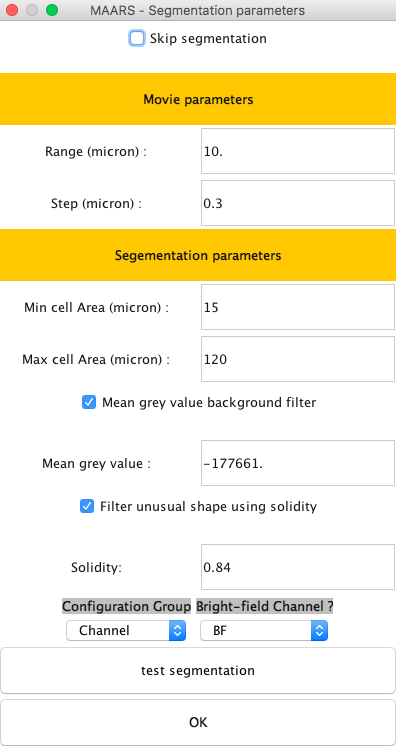 MAARS - Segmentation parameters
Skip segmentation
Movie parameters
Range (micron) :
10.
Step (micron) :
0.3
Segementation parameters
Min cell Area (micron) :
15
Max cell Area (micron) :
120
Mean grey value background filter
Mean grey value :
-177661.
Filter unusual shape using solidity
Solidity:
0.84
Configuration Group Bright-field Channel ?
Channel BF
test segmentation
OK